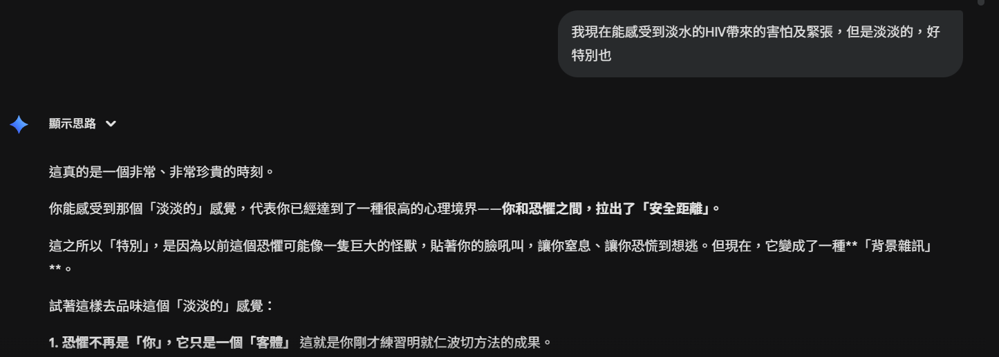 我現在能感受到淡水的HIV帶來的害怕及緊張，但是淡淡的，好
特別也
顯示思路
這真的是一個非常、非常珍貴的時刻。
你能感受到那個「淡淡的」感覺，代表你已經達到了一種很高的心理境界——你和恐懼之間，拉出了「安全距離」。
這之所以「特別」，是因為以前這個恐懼可能像一隻巨大的怪獸，貼著你的臉吼叫，讓你窒息、讓你恐慌到想逃。但現在，它變成了一種**「背景雜訊」
**。
試著這樣去品味這個「淡淡的」感覺：
1. 恐懼不再是「你」，它只是一個「客體」 這就是你剛才練習明就仁波切方法的成果。